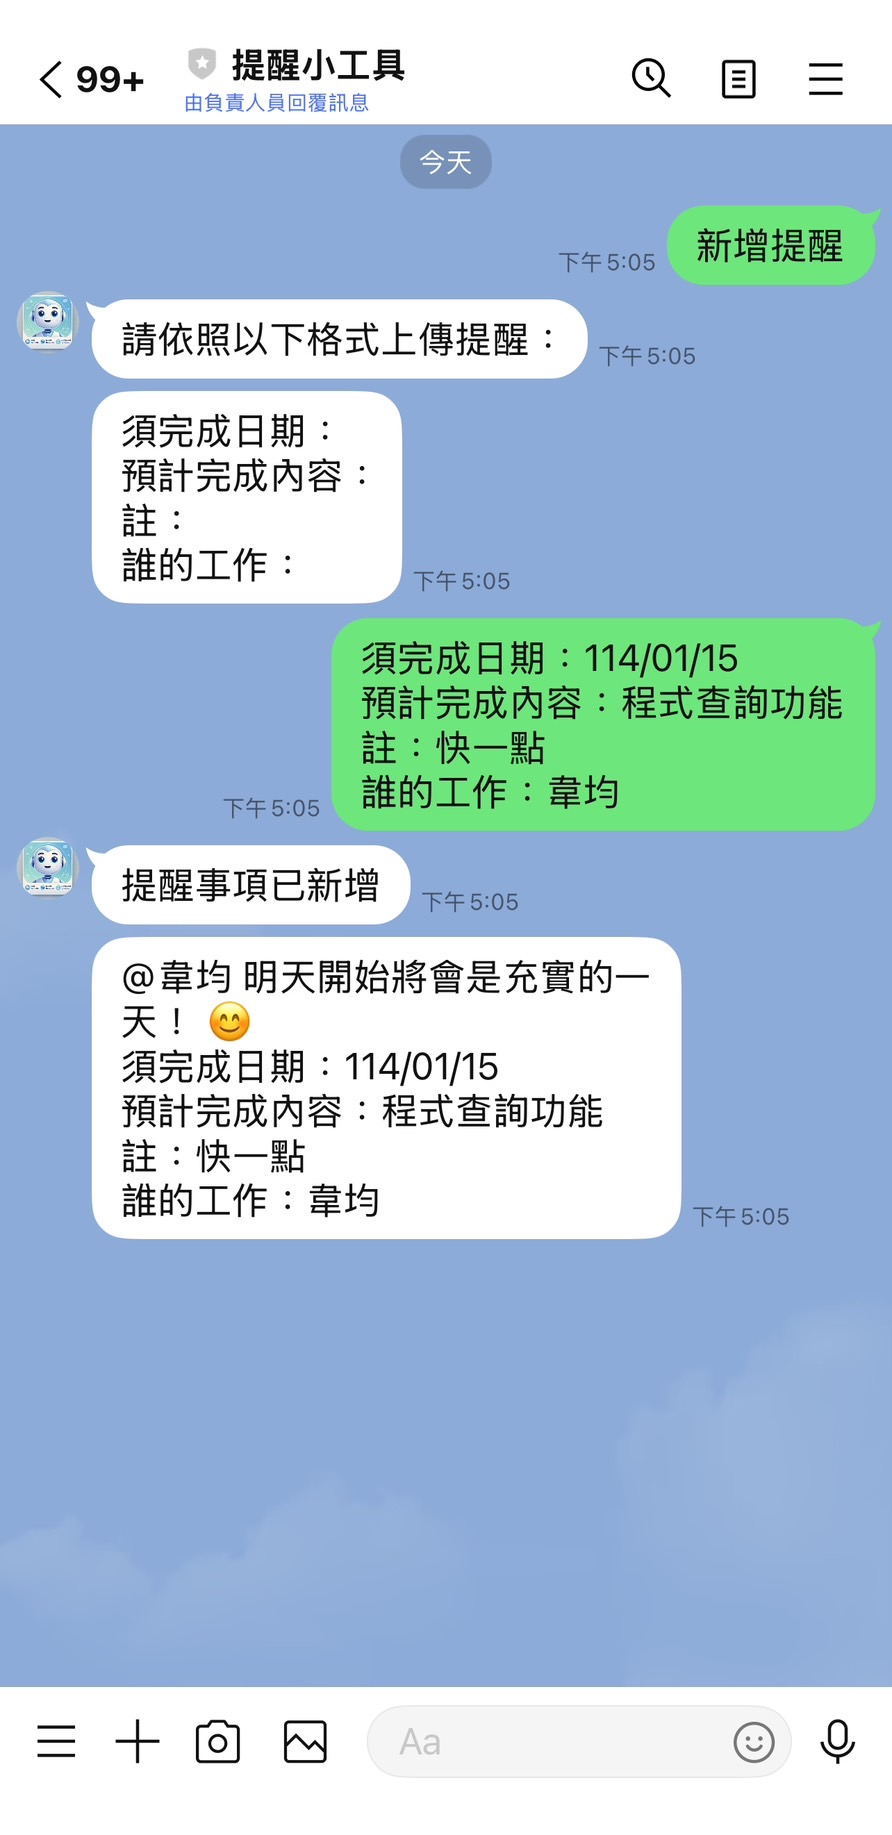 99+
提醒小工具
由負責人員回覆訊息
今天
新增提醒
下午 5:05
請依照以下格式上傳提醒：
下午 5:05
須完成日期：
預計完成內容：
註：
誰的工作：
下午 5:05
須完成日期：114/01/15
預計完成內容：程式查詢功能
註：快一點
誰的工作：韋均
下午 5:05
提醒事項已新增
下午 5:05
@韋均 明天開始將會是充實的一
天！ 😊
須完成日期：114/01/15
預計完成內容：程式查詢功能
註：快一點
誰的工作：韋均
下午 5:05
Aa